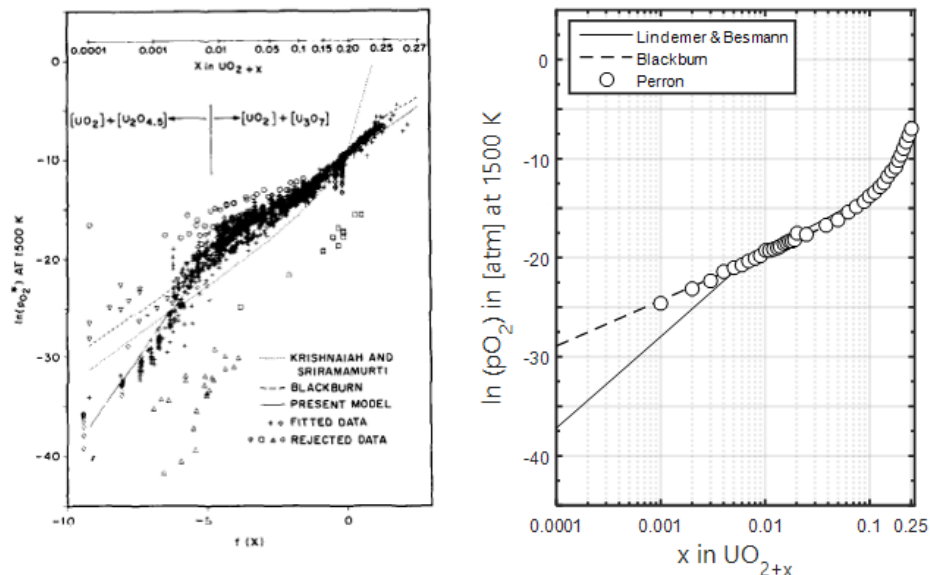 0.0001 0.001 0.01 0.05 0.1 0.15 0.20 0.25 0.27
X IN UO2+X
[UO2]+[U2O4.5] [UO2]+[U3O7]
0
-10
-20
-30
-40
ln(pO2*) AT 1500 K
KRISHNAIAH AND
SRIRAMAMURTI
BLACKBURN
PRESENT MODEL
FITTED DATA
REJECTED DATA
-10 -5 0
f (X)
Lindemer & Besmann
Blackburn
Perron
0
-10
-20
-30
-40
ln (pO2) in [atm] at 1500 K
0.0001 0.001 0.01 0.1 0.25
x in UO2+x